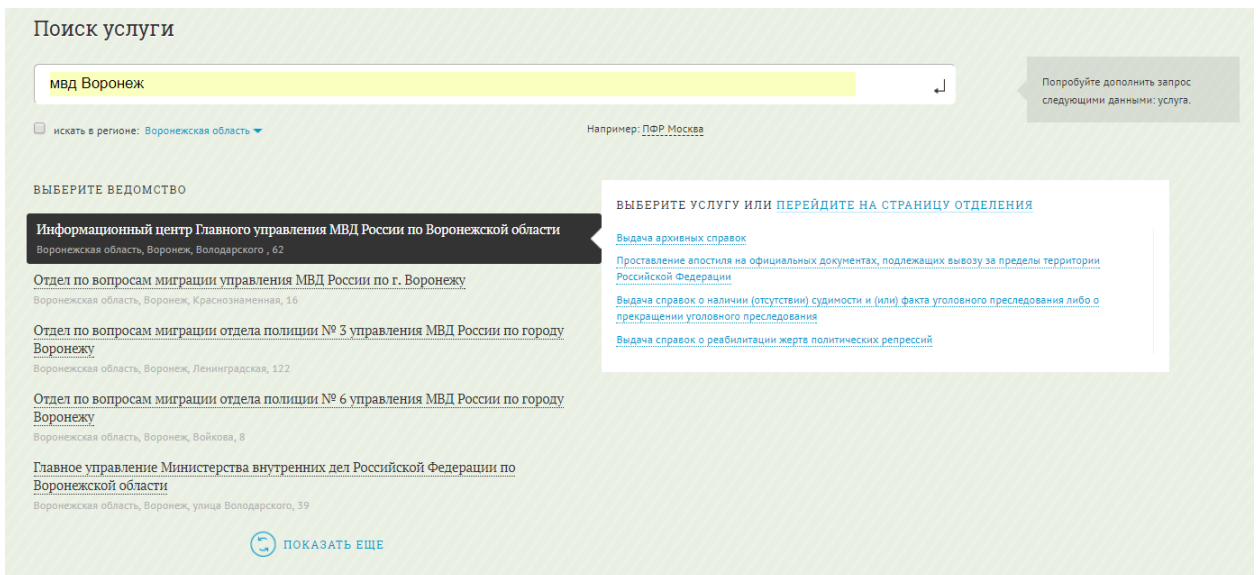 Поиск услуги
мвд Воронеж
Попробуйте дополнить запрос
следующими данными: услуга.
искать в регионе: Воронежская область
Например: ПФР Москва
ВЫБЕРИТЕ ВЕДОМСТВО
Информационный центр Главного управления МВД России по Воронежской области
Воронежская область, Воронеж, Володарского , 62
Отдел по вопросам миграции управления МВД России по г. Воронежу
Воронежская область, Воронеж, Краснознаменная, 16
Отдел по вопросам миграции отдела полиции № 3 управления МВД России по городу
Воронежу
Воронежская область, Воронеж, Ленинградская, 122
Отдел по вопросам миграции отдела полиции № 6 управления МВД России по городу
Воронежу
Воронежская область, Воронеж, Войкова, 8
Главное управление Министерства внутренних дел Российской Федерации по
Воронежской области
Воронежская область, Воронеж, улица Володарского, 39
ПОКАЗАТЬ ЕЩЕ
ВЫБЕРИТЕ УСЛУГУ ИЛИ ПЕРЕЙДИТЕ НА СТРАНИЦУ ОТДЕЛЕНИЯ
Выдача архивных справок
Проставление апостиля на официальных документах, подлежащих вывозу за пределы территории
Российской Федерации
Выдача справок о наличии (отсутствии) судимости и (или) факта уголовного преследования либо о
прекращении уголовного преследования
Выдача справок о реабилитации жертв политических репрессий